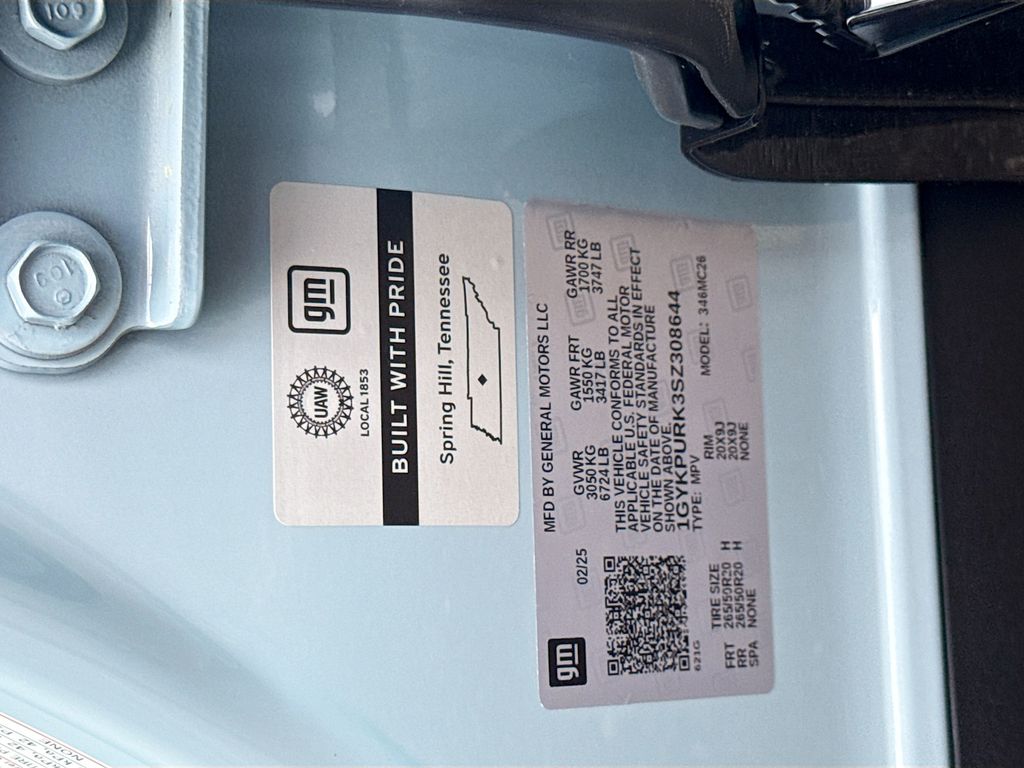 gm
UAW
LOCAL 1853
BUILT WITH PRIDE
Spring Hill, Tennessee
gm
02/25
MFD BY GENERAL MOTORS LLC
GVWR GAWR FRT GAWR RR
3050 KG 1550 KG 1700 KG
6724 LB 3417 LB 3747 LB
THIS VEHICLE CONFORMS TO ALL
APPLICABLE U.S. FEDERAL MOTOR
VEHICLE SAFETY STANDARDS IN EFFECT
ON THE DATE OF MANUFACTURE
SHOWN ABOVE.
1GYKPURK3SZ308644
621G
TYPE: MPV MODEL: 346MC26
TIRE SIZE RIM
FRT 265/50R20 H 20X9J
RR 265/50R20 H 20X9J
SPA NONE NONE